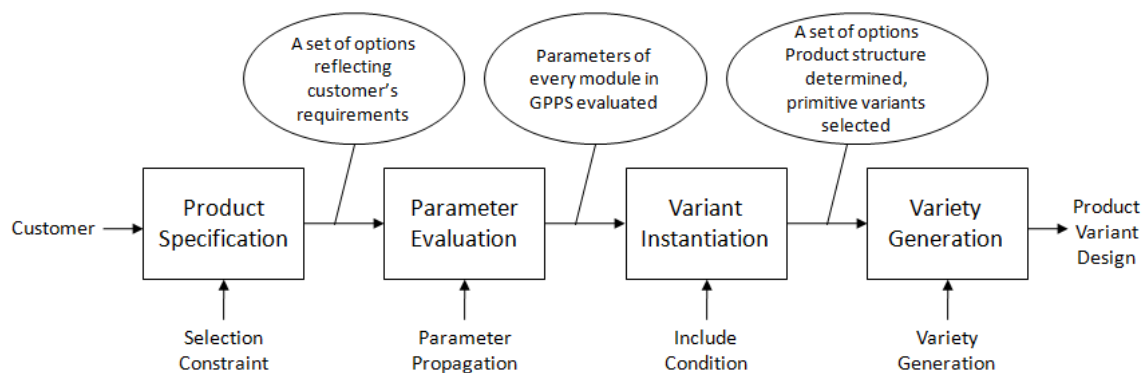 A set of options
reflecting
customer's
requirements
Parameters of
every module in
GPPS evaluated
A set of options
Product structure
determined,
primitive variants
selected
Customer
Product
Specification
Parameter
Evaluation
Variant
Instantiation
Variety
Generation
Product
Variant
Design
Selection
Constraint
Parameter
Propagation
Include
Condition
Variety
Generation